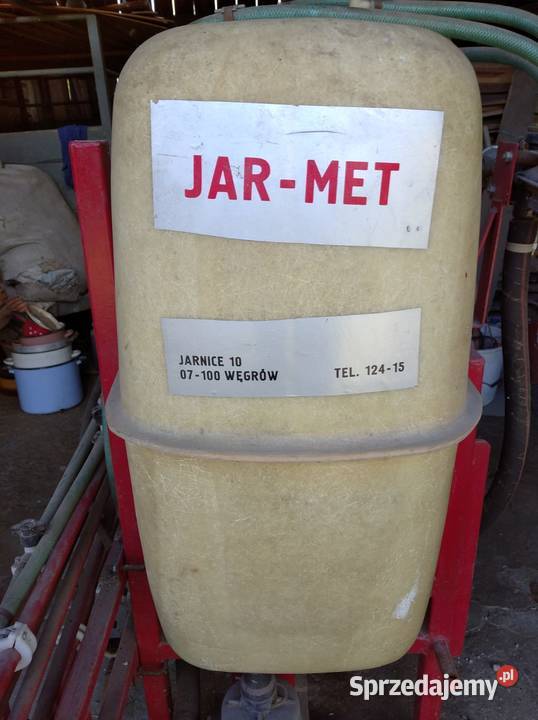 JAR-MET
JARNICE 10
07-100 WĘGRÓW
TEL. 124-15
Sprzedajemy.pl